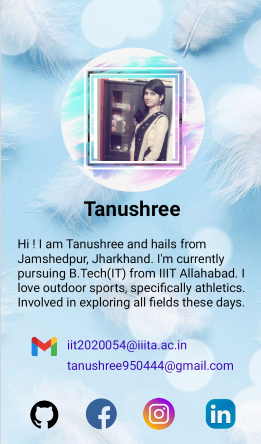 Tanushree
Hi ! I am Tanushree and hails from
Jamshedpur, Jharkhand. I'm currently
pursuing B.Tech(IT) from IIIT Allahabad. I
love outdoor sports, specifically athletics.
Involved in exploring all fields these days.
iit2020054@iiita.ac.in
tanushree950444@gmail.com
in